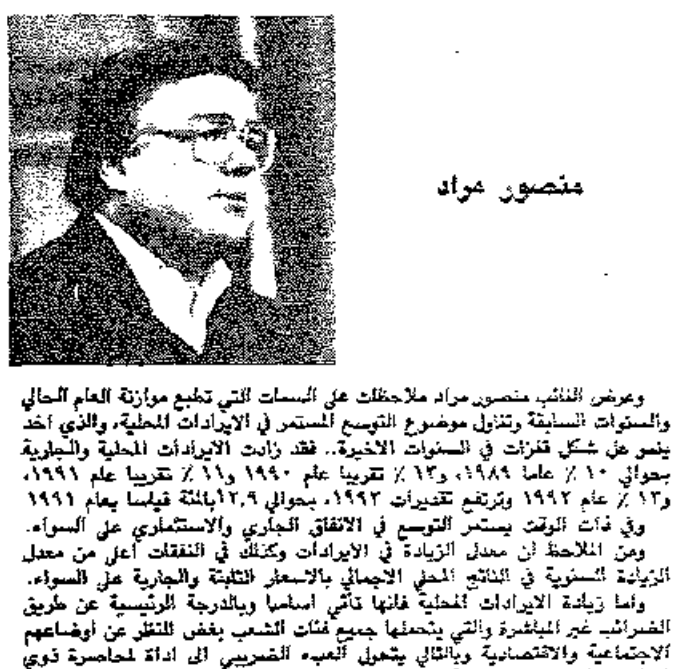 منصور مراد
وعرض النائب منصور مراد ملاحظات على السمات التي تطبع موازنة العام الحالي
والسنوات السابقة وتناول موضوع التوسع المستمر في الايرادات المحلية، والذي اخذ
ينمو على شكل قفزات في السنوات الاخيرة.. فقد زادت الايرادات المحلية والجارية
بحوالي ١٠ ٪ عاما ١٩٨٩، و١٣ ٪ تقريبا عام ١٩٩٠ و١١ ٪ تقريبا عام ١٩٩١،
و١٣ ٪ عام ١٩٩٢ وترتفع تقديرات ١٩٩٣، بحوالي ١٢,٩بالمئة قياسا بعام ١٩٩١
وفي ذات الوقت يستمر التوسع في الانفاق الجاري والاستثماري على السواء.
ومن الملاحظ ان معدل الزيادة في الايرادات وكذلك في النفقات أعلى من معدل
الزيادة السنوية في الناتج المحلي الاجمالي بالاسعار الثابتة والجارية على السواء.
وأما زيادة الايرادات المحلية فانها تأتي اساسيا وبالدرجة الرئيسية عن طريق
الضرائب غير المباشرة والتي يتحملها جميع فئات الشعب بغض النظر عن اوضاعهم
الاجتماعية والاقتصادية وبالتالي يتحول العبء الضريبي الى اداة لمحاصرة ذوي